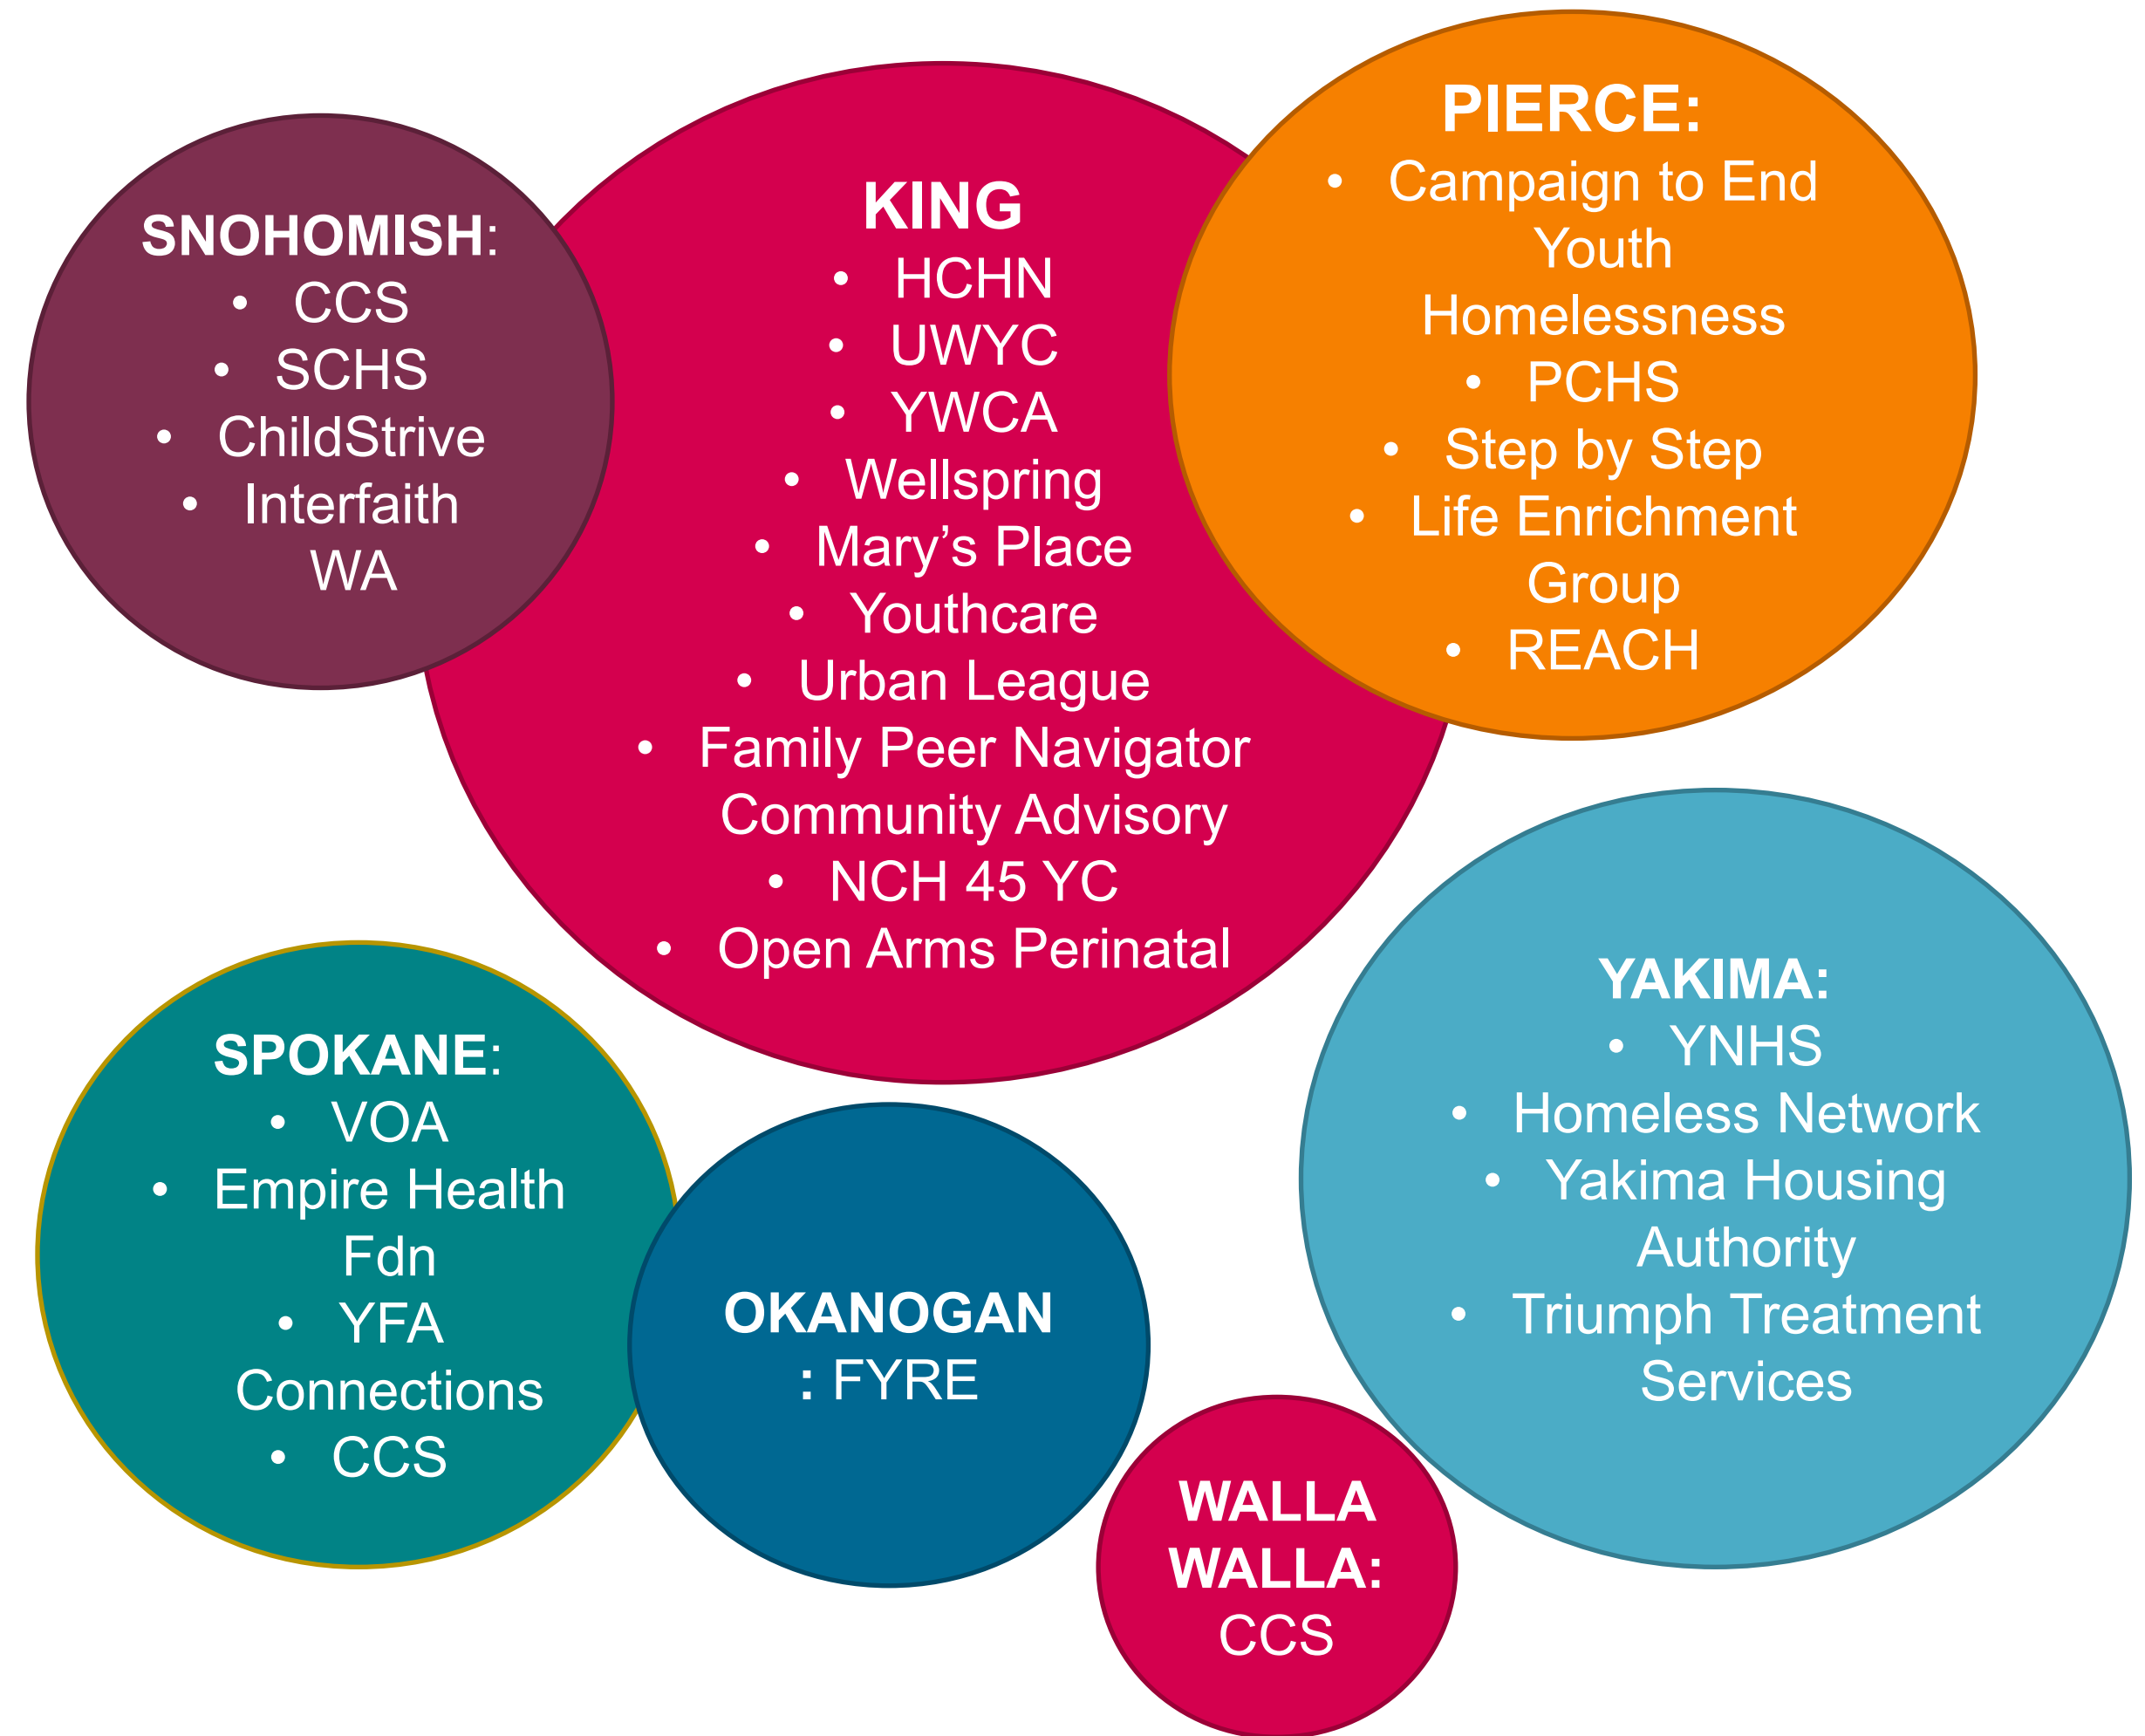 SNOHOMISH:
• CCS
• SCHS
• ChildStrive
• Interfaith
WA
KING
• HCHN
• UWYC
• YWCA
• Wellspring
• Mary’s Place
• Youthcare
• Urban League
• Family Peer Navigator
Community Advisory
• NCH 45 YC
• Open Arms Perinatal
PIERCE:
• Campaign to End
Youth
Homelessness
• PCHS
• Step by Step
• Life Enrichment
Group
• REACH
SPOKANE:
• VOA
• Empire Health
Fdn
• YFA
Connections
• CCS
OKANOGAN
: FYRE
WALLA
WALLA:
CCS
YAKIMA:
• YNHS
• Homeless Network
• Yakima Housing
Authority
• Triumph Treatment
Services